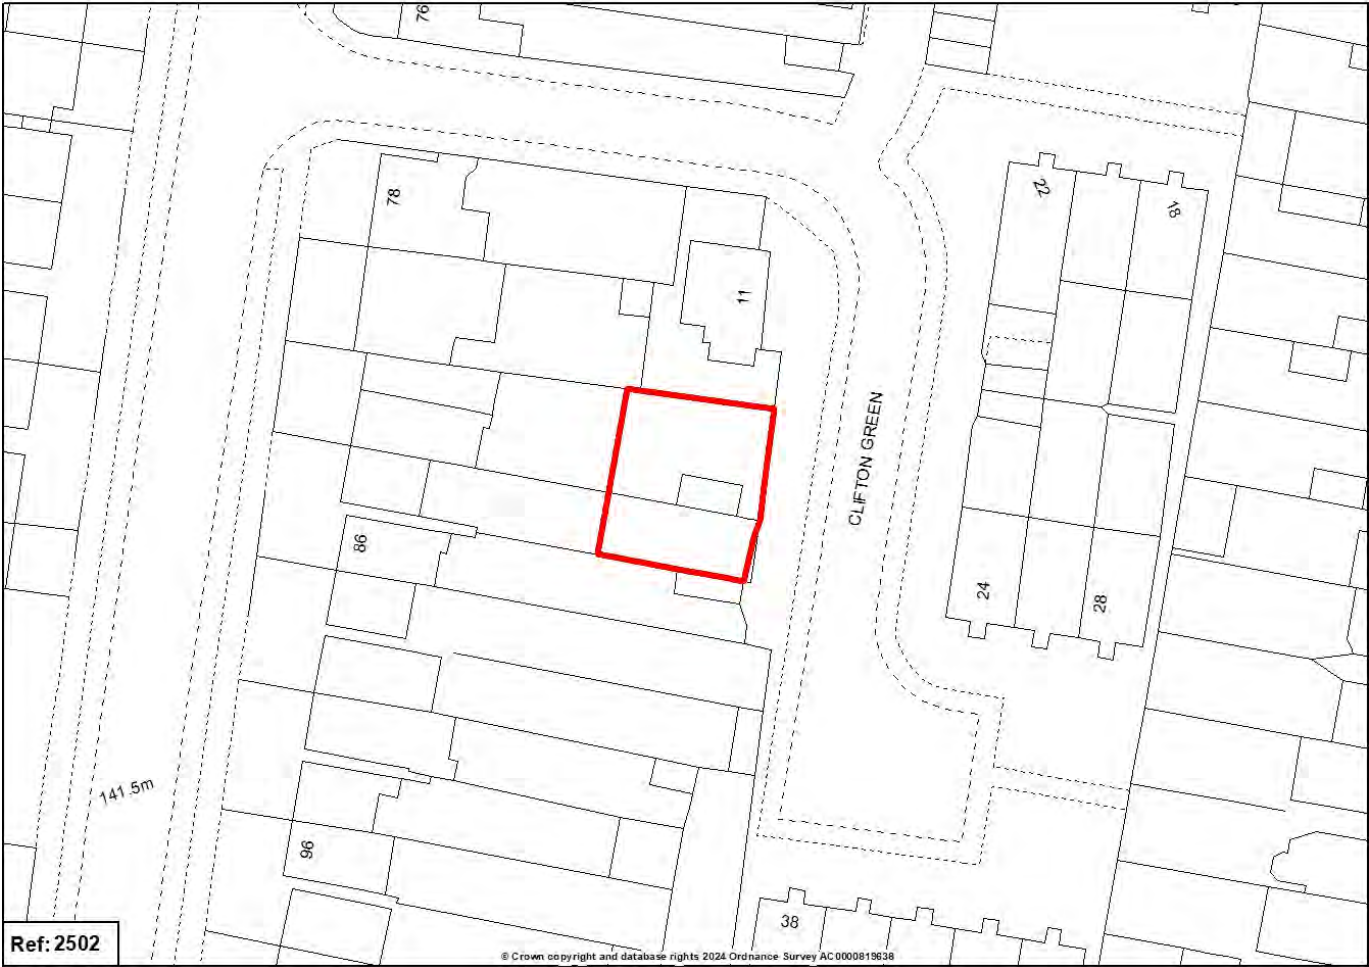 76
78
22
18
11
CLIFTON GREEN
86
24
28
141.5m
96
38
Ref: 2502
© Crown copyright and database rights 2024 Ordnance Survey AC0000819638